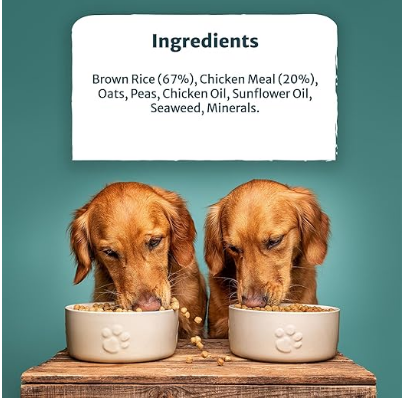 Ingredients
Brown Rice (67%), Chicken Meal (20%),
Oats, Peas, Chicken Oil, Sunflower Oil,
Seaweed, Minerals.